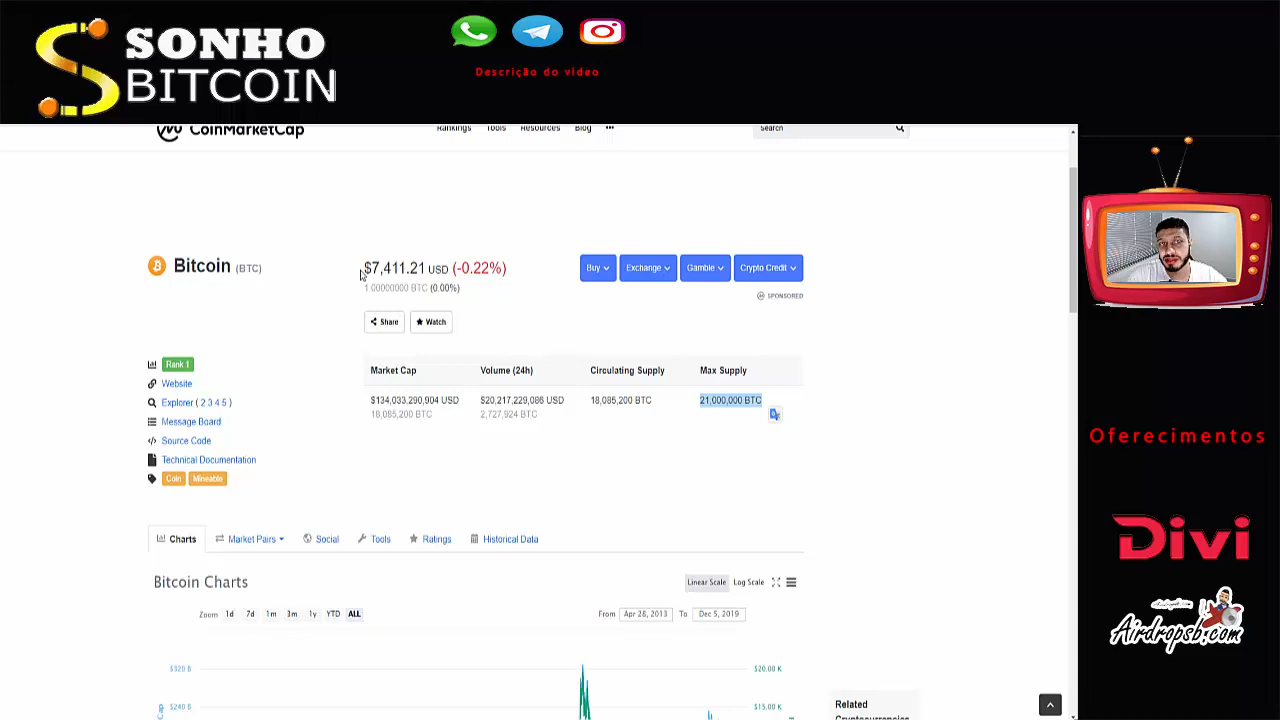 SONHO
BITCOIN
Descrição do vídeo
CoinMarketCap
Rankings Tools Resources Blog
Search
Bitcoin (BTC)
$7,411.21 USD (-0.22%)
1.00000000 BTC (0.00%)
Buy Exchange Gamble Crypto Credit
SPONSORED
Share Watch
Rank 1
Website
Explorer ( 2 3 4 5 )
Message Board
Source Code
Technical Documentation
Coin Mineable
Market Cap Volume (24h) Circulating Supply Max Supply
$134,033,290,904 USD $20,217,229,086 USD 18,085,200 BTC 21,000,000 BTC
18,085,200 BTC 2,727,924 BTC
Charts Market Pairs Social Tools Ratings Historical Data
Bitcoin Charts
Linear Scale Log Scale
Zoom 1d 7d 1m 3m 1y YTD ALL
From Apr 28, 2013 To Dec 5, 2019
$320 B $20.00 K
$240 B $15.00 K
Cap
Related
Cryptocurrencies
Oferecimentos
Divi
Airdropsb.com